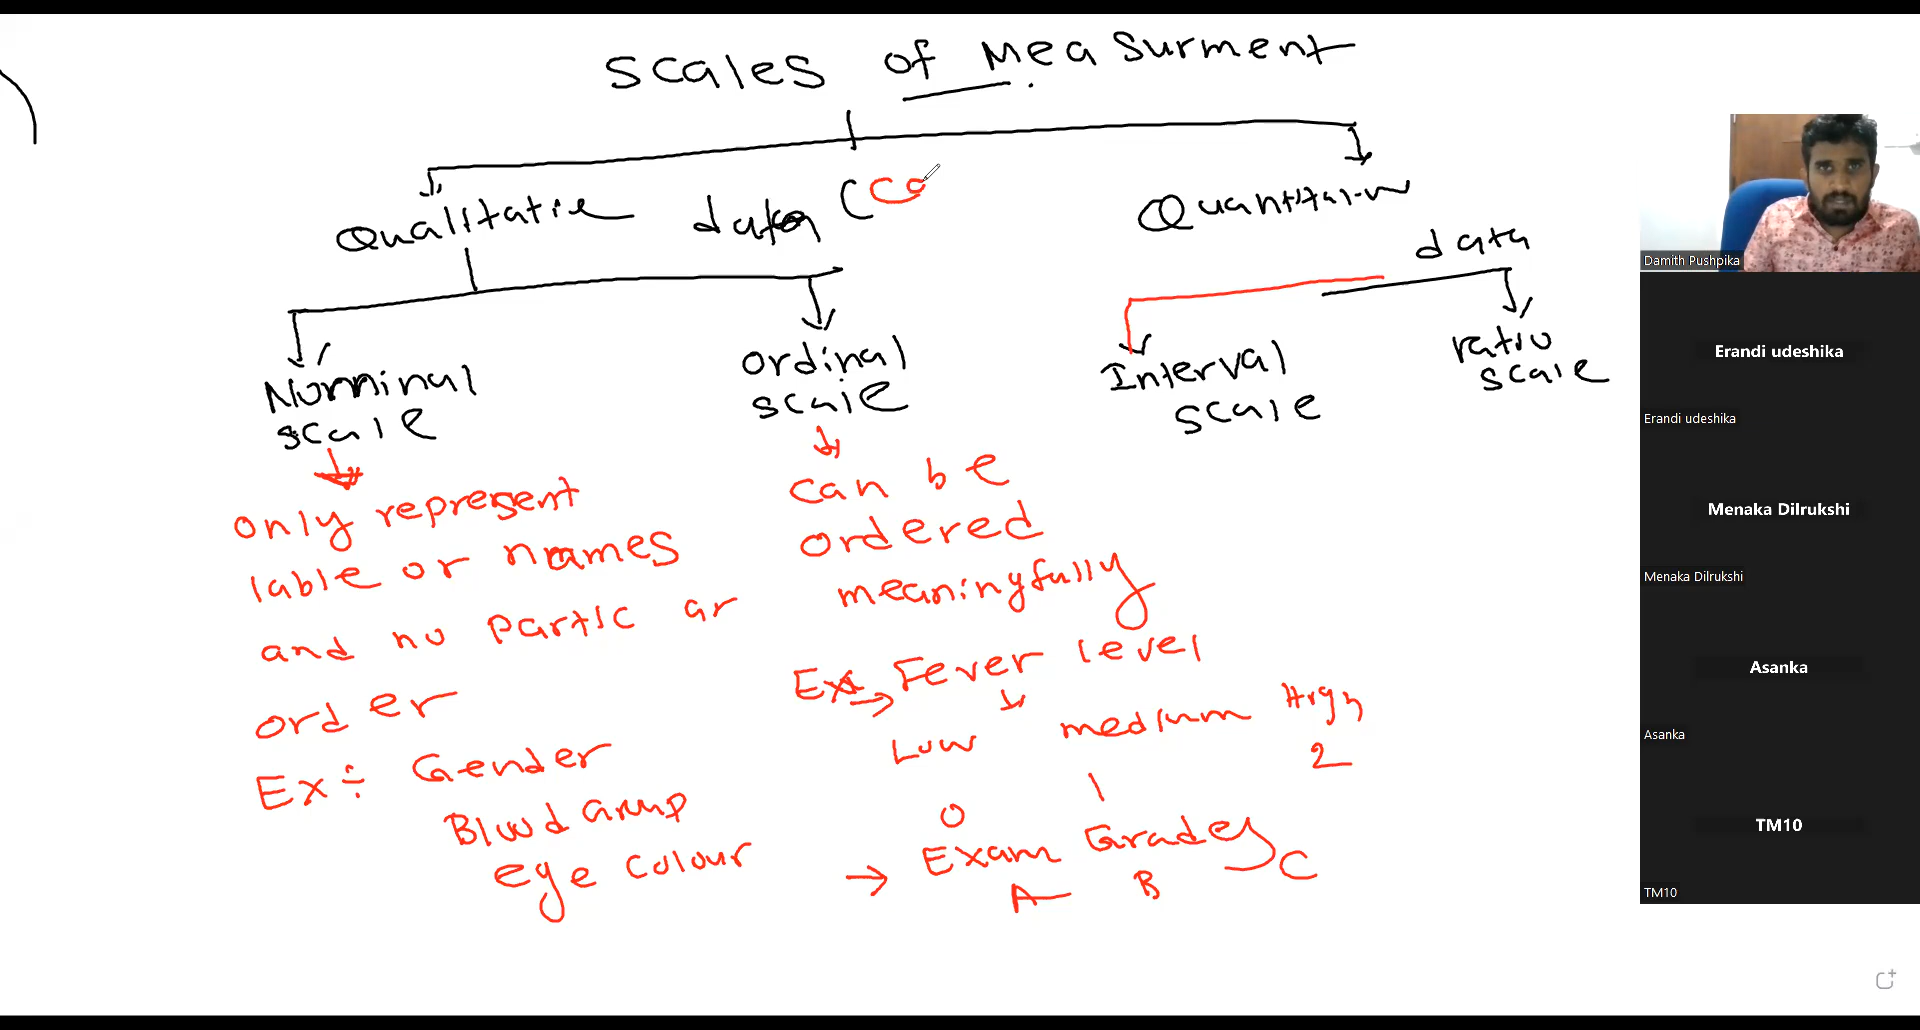 Scales of Measurment
Qualitatie data (Co
Quantitativ
data
Nominal
scale
Ordinal
scale
Interval
scale
ratio
scale
only represent
lable or names
and no partic ar
order
Ex ÷ Gender
Blood Group
eye colour
can be
ordered
meaningfully
Ex → Fever level
Low medium High
0 1 2
→ Exam Grades
A B C
Damith Pushpika
Erandi udeshika
Erandi udeshika
Menaka Dilrukshi
Menaka Dilrukshi
Asanka
Asanka
TM10
TM10